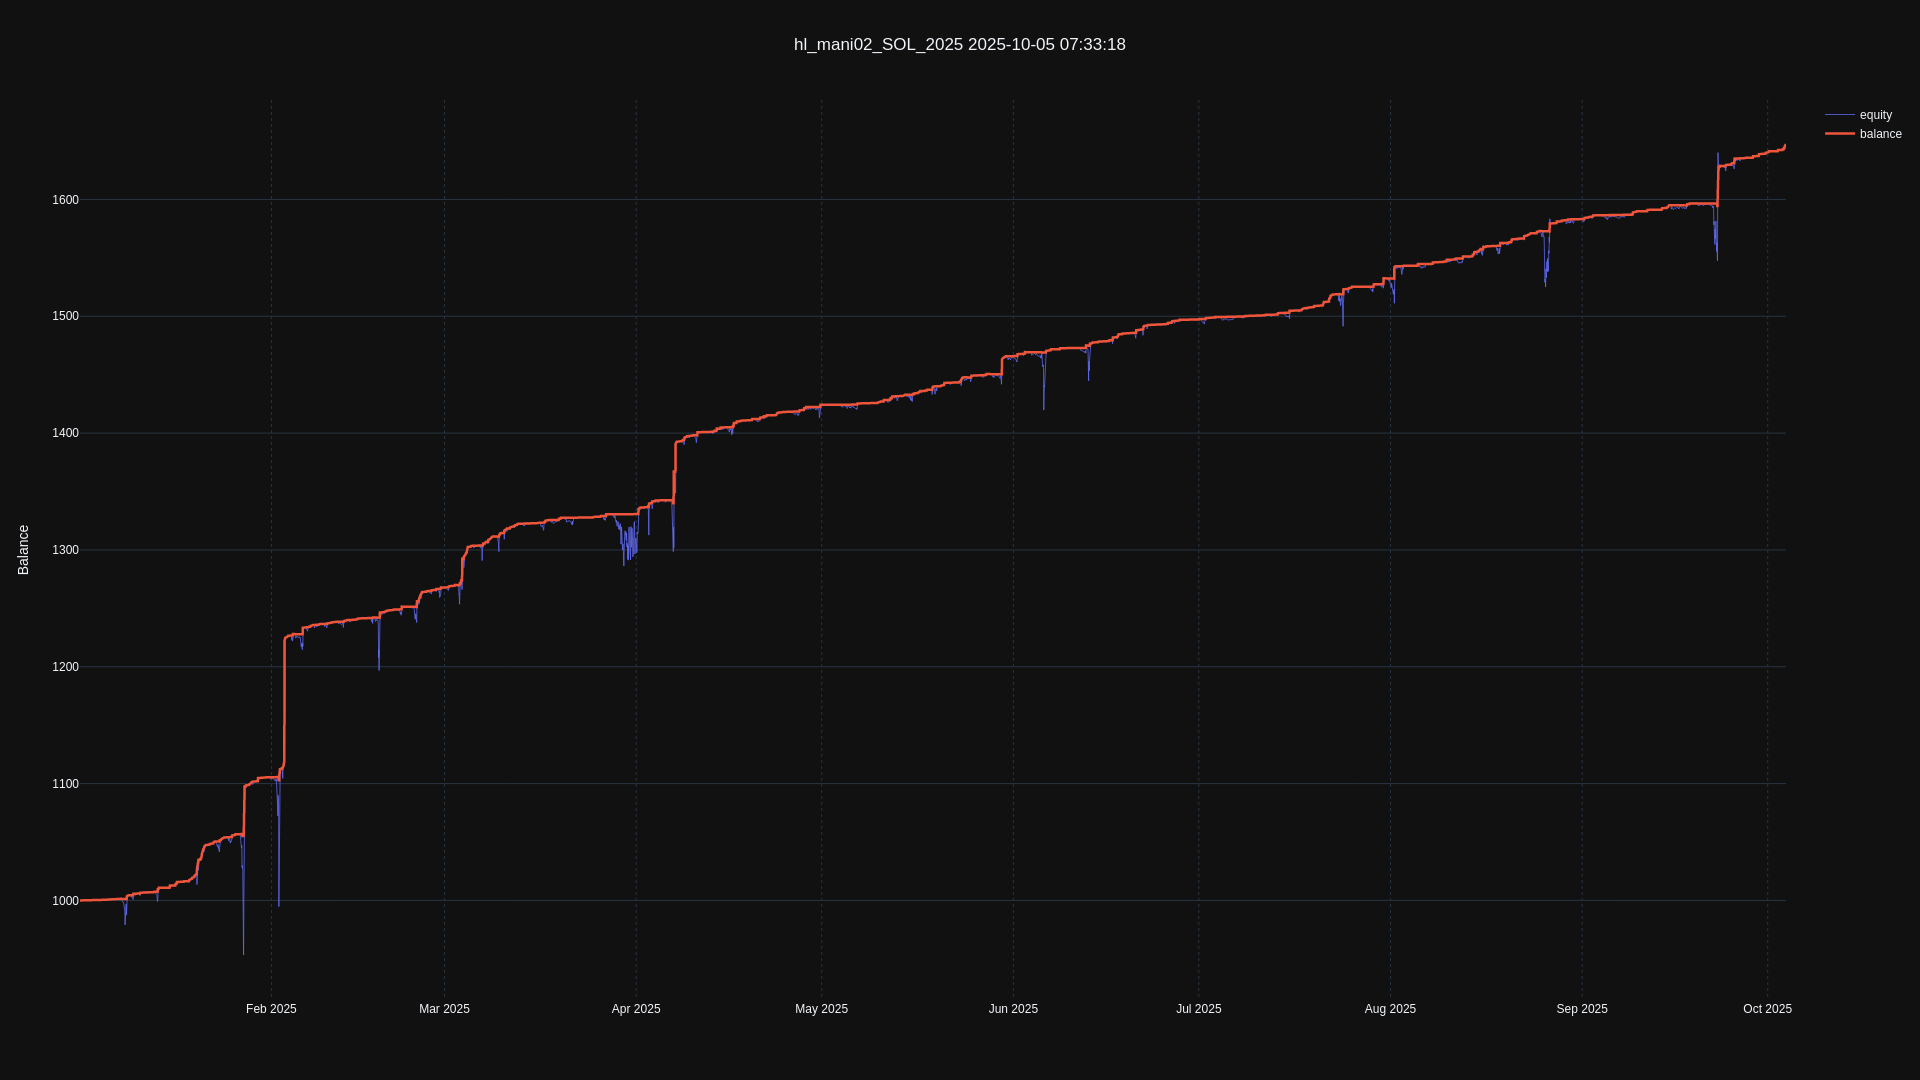 hl_mani02_SOL_2025 2025-10-05 07:33:18
equity
balance
1600
1500
1400
1300
1200
1100
1000
Balance
Feb 2025
Mar 2025
Apr 2025
May 2025
Jun 2025
Jul 2025
Aug 2025
Sep 2025
Oct 2025